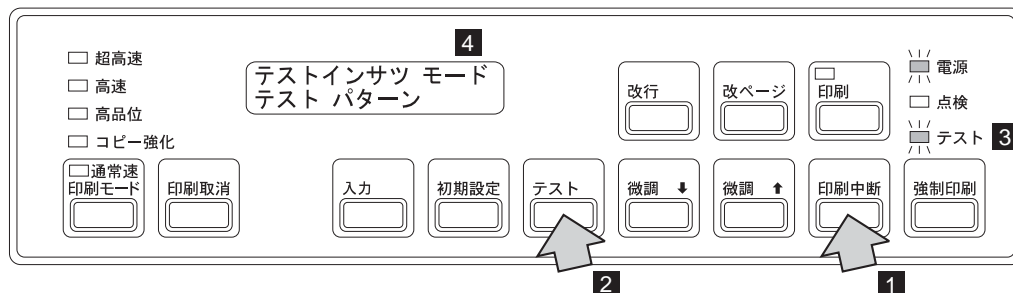 4
超高速
高速
高品位
コピー強化
テストインサツ モード
テスト パターン
改行
改ページ
印刷
電源
点検
テスト 3
通常速
印刷モード
印刷取消
入力
初期設定
テスト
微調 ⬇
微調 ⬆
印刷中断
強制印刷
2
1